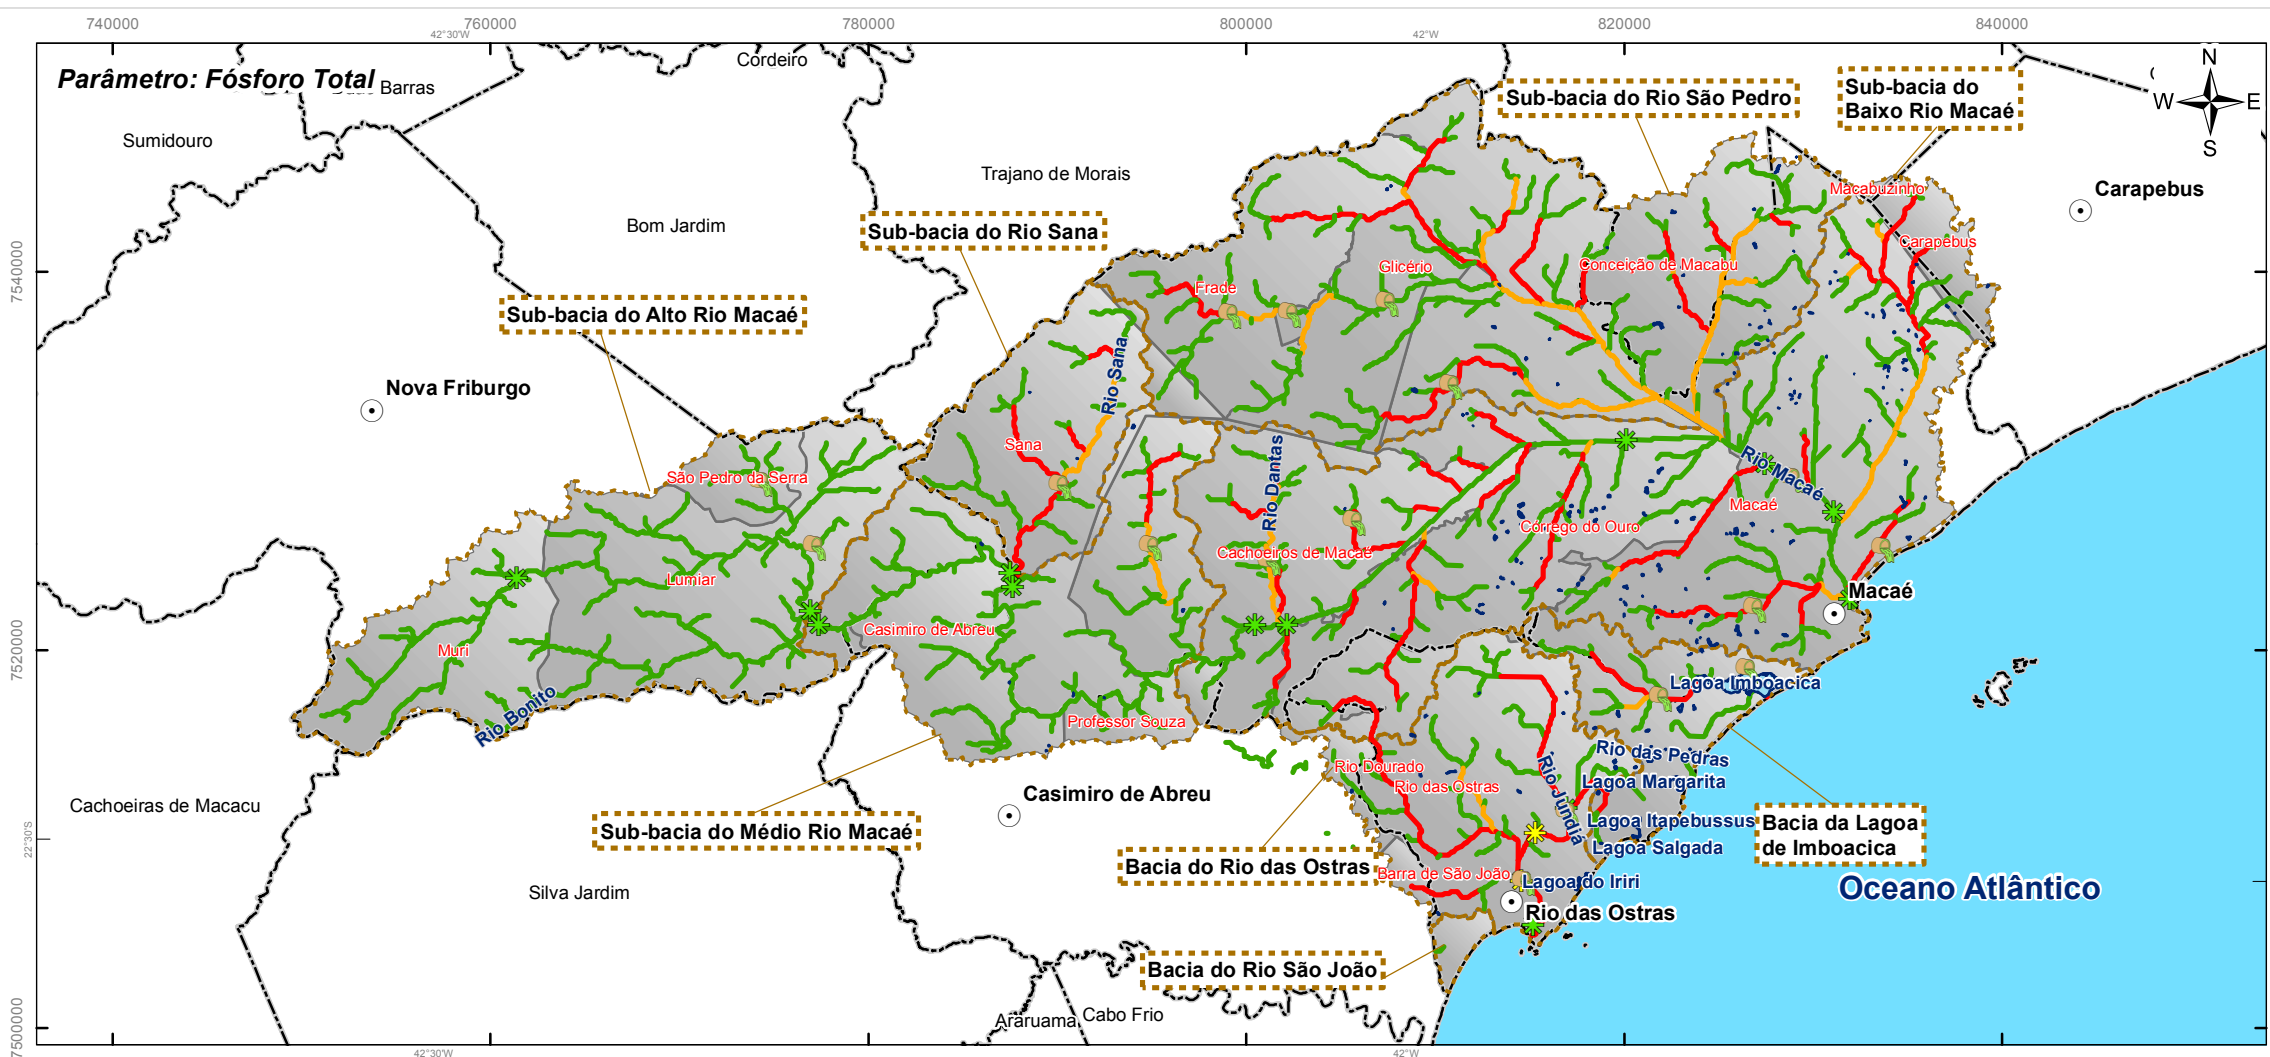 740000
760000
780000
800000
820000
840000
42°30'W
42°W
Parâmetro: Fósforo Total
Barras
Cordeiro
Sumidouro
Trajano de Morais
Bom Jardim
Sub-bacia do Rio São Pedro
Sub-bacia do
Baixo Rio Macaé
N
W
E
S
Carapebus
Macabuzinho
Carapebus
Sub-bacia do Rio Sana
Glicério
Conceição de Macabu
Frade
7540000
Sub-bacia do Alto Rio Macaé
Nova Friburgo
Rio Sana
Sana
São Pedro da Serra
Rio Dantas
Rio Macaé
Macaé
Córrego do Ouro
Cachoeiros de Macaé
Lumiar
Macaé
Casimiro de Abreu
Muri
7520000
Rio Bonito
Professor Souza
Lagoa Imboacica
Rio das Pedras
Rio Dourado
Rio das Ostras
Rio Jundiá
Lagoa Margarita
Cachoeiras de Macacu
Casimiro de Abreu
Lagoa Itapebussus
Lagoa Salgada
Bacia da Lagoa
de Imboacica
Sub-bacia do Médio Rio Macaé
22°30'S
Bacia do Rio das Ostras
Barra de São João
Lagoa do Iriri
Oceano Atlântico
Silva Jardim
Rio das Ostras
Bacia do Rio São João
Araruama
Cabo Frio
7500000
42°30'W
42°W